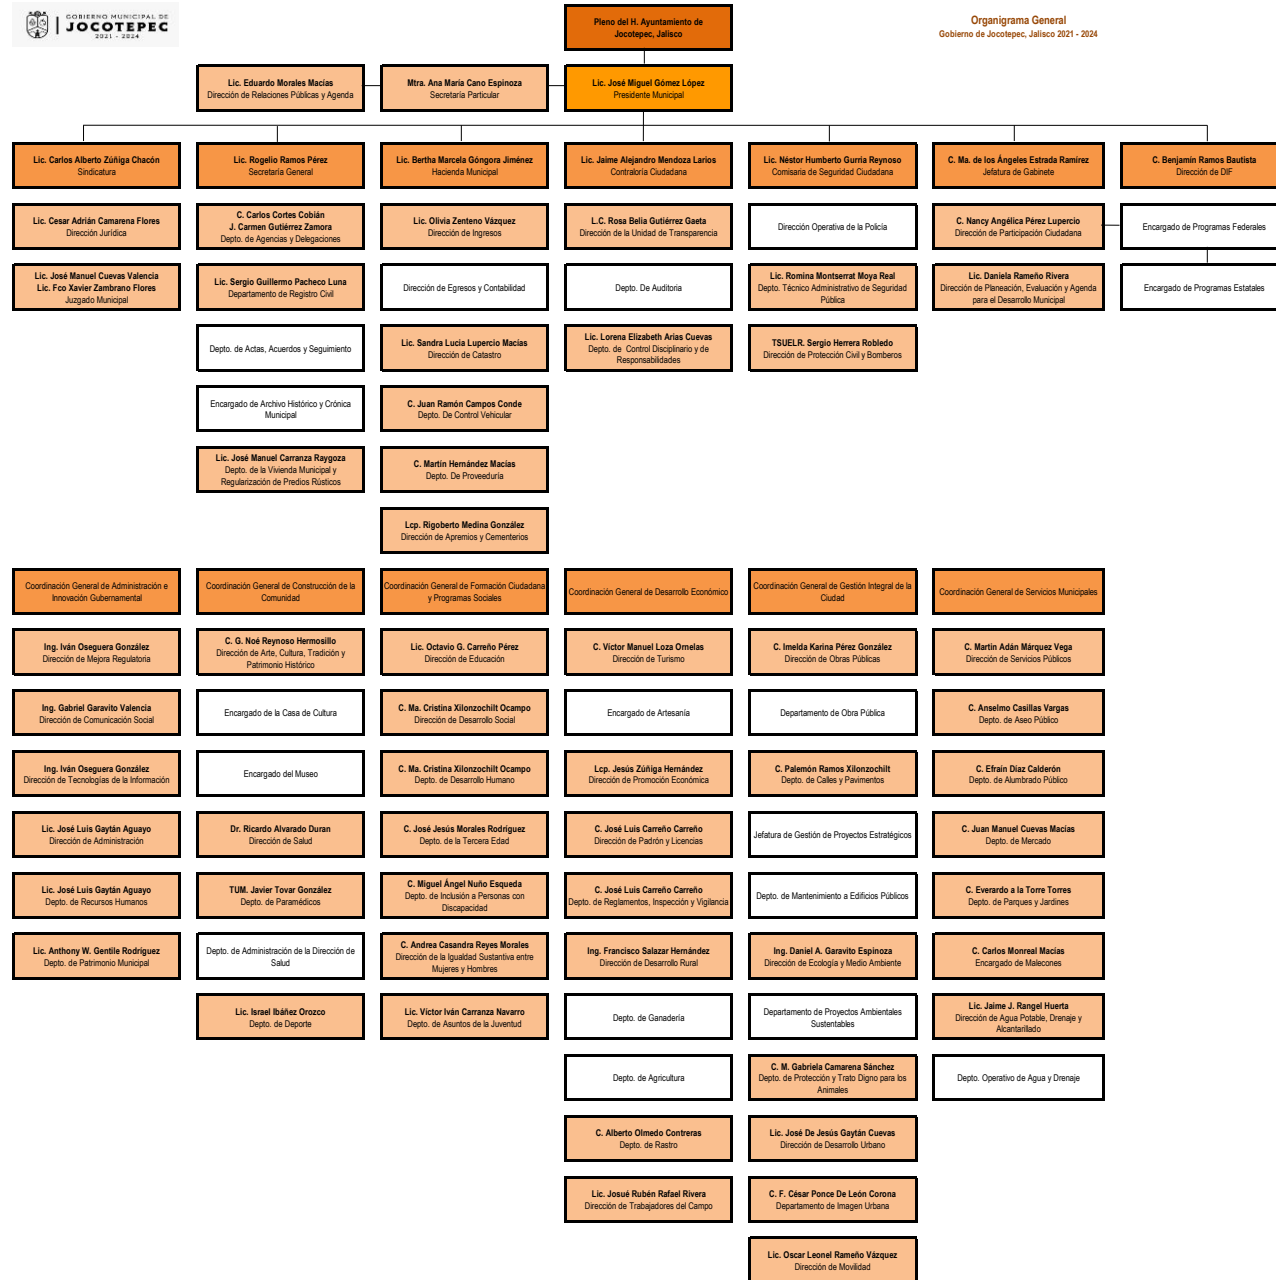 GOBIERNO MUNICIPAL DE
JOCOTEPEC
2021 - 2024
Pleno del H. Ayuntamiento de
Jocotepec, Jalisco
Organigrama General
Gobierno de Jocotepec, Jalisco 2021 - 2024
Lic. Eduardo Morales Macías
Dirección de Relaciones Públicas y Agenda
Mtra. Ana María Cano Espinoza
Secretaría Particular
Lic. José Miguel Gómez López
Presidente Municipal
Lic. Carlos Alberto Zúñiga Chacón
Sindicatura
Lic. Rogelio Ramos Pérez
Secretaría General
Lic. Bertha Marcela Góngora Jiménez
Hacienda Municipal
Lic. Jaime Alejandro Mendoza Larios
Contraloría Ciudadana
Lic. Néstor Humberto Gurria Reynoso
Comisaria de Seguridad Ciudadana
C. Ma. de los Ángeles Estrada Ramírez
Jefatura de Gabinete
C. Benjamín Ramos Bautista
Dirección de DIF
Lic. Cesar Adrián Camarena Flores
Dirección Jurídica
C. Carlos Cortes Cobián
J. Carmen Gutiérrez Zamora
Depto. de Agencias y Delegaciones
Lic. Olivia Zenteno Vázquez
Dirección de Ingresos
L.C. Rosa Belia Gutiérrez Gaeta
Dirección de la Unidad de Transparencia
Dirección Operativa de la Policía
C. Nancy Angélica Pérez Lupercio
Dirección de Participación Ciudadana
Encargado de Programas Federales
Lic. José Manuel Cuevas Valencia
Lic. Fco Xavier Zambrano Flores
Juzgado Municipal
Lic. Sergio Guillermo Pacheco Luna
Departamento de Registro Civil
Dirección de Egresos y Contabilidad
Depto. De Auditoria
Lic. Romina Montserrat Moya Real
Depto. Técnico Administrativo de Seguridad
Pública
Lic. Daniela Rameño Rivera
Dirección de Planeación, Evaluación y Agenda
para el Desarrollo Municipal
Encargado de Programas Estatales
Depto. de Actas, Acuerdos y Seguimiento
Lic. Sandra Lucia Lupercio Macías
Dirección de Catastro
Lic. Lorena Elizabeth Arias Cuevas
Depto. de Control Disciplinario y de
Responsabilidades
TSUELR. Sergio Herrera Robledo
Dirección de Protección Civil y Bomberos
Encargado de Archivo Histórico y Crónica
Municipal
C. Juan Ramón Campos Conde
Depto. De Control Vehicular
Lic. José Manuel Carranza Raygoza
Depto. de la Vivienda Municipal y
Regularización de Predios Rústicos
C. Martín Hernández Macías
Depto. De Proveeduría
Lcp. Rigoberto Medina González
Dirección de Apremios y Cementerios
Coordinación General de Administración e
Innovación Gubernamental
Coordinación General de Construcción de la
Comunidad
Coordinación General de Formación Ciudadana
y Programas Sociales
Coordinación General de Desarrollo Económico
Coordinación General de Gestión Integral de la
Ciudad
Coordinación General de Servicios Municipales
Ing. Iván Oseguera González
Dirección de Mejora Regulatoria
C. G. Noé Reynoso Hermosillo
Dirección de Arte, Cultura, Tradición y
Patrimonio Histórico
Lic. Octavio G. Carreño Pérez
Dirección de Educación
C. Víctor Manuel Loza Ornelas
Dirección de Turismo
C. Imelda Karina Pérez González
Dirección de Obras Públicas
C. Martin Adán Márquez Vega
Dirección de Servicios Públicos
Ing. Gabriel Garavito Valencia
Dirección de Comunicación Social
Encargado de la Casa de Cultura
C. Ma. Cristina Xilonzochilt Ocampo
Dirección de Desarrollo Social
Encargado de Artesanía
Departamento de Obra Pública
C. Anselmo Casillas Vargas
Depto. de Aseo Público
Ing. Iván Oseguera González
Dirección de Tecnologías de la Información
Encargado del Museo
C. Ma. Cristina Xilonzochilt Ocampo
Depto. de Desarrollo Humano
Lcp. Jesús Zúñiga Hernández
Dirección de Promoción Económica
C. Palemón Ramos Xilonzochilt
Depto. de Calles y Pavimentos
C. Efraín Díaz Calderón
Depto. de Alumbrado Público
Lic. José Luis Gaytán Aguayo
Dirección de Administración
Dr. Ricardo Alvarado Duran
Dirección de Salud
C. José Jesús Morales Rodríguez
Depto. de la Tercera Edad
C. José Luis Carreño Carreño
Dirección de Padrón y Licencias
Jefatura de Gestión de Proyectos Estratégicos
C. Juan Manuel Cuevas Macías
Depto. de Mercado
Lic. José Luis Gaytán Aguayo
Depto. de Recursos Humanos
TUM. Javier Tovar González
Depto. de Paramédicos
C. Miguel Ángel Nuño Esqueda
Depto. de Inclusión a Personas con
Discapacidad
C. José Luis Carreño Carreño
Depto. de Reglamentos, Inspección y Vigilancia
Depto. de Mantenimiento a Edificios Públicos
C. Everardo a la Torre Torres
Depto. de Parques y Jardines
Lic. Anthony W. Gentile Rodríguez
Depto. de Patrimonio Municipal
Depto. de Administración de la Dirección de
Salud
C. Andrea Casandra Reyes Morales
Dirección de la Igualdad Sustantiva entre
Mujeres y Hombres
Ing. Francisco Salazar Hernández
Dirección de Desarrollo Rural
Ing. Daniel A. Garavito Espinoza
Dirección de Ecología y Medio Ambiente
C. Carlos Monreal Macías
Encargado de Malecones
Lic. Israel Ibáñez Orozco
Depto. de Deporte
Lic. Víctor Iván Carranza Navarro
Depto. de Asuntos de la Juventud
Depto. de Ganadería
Departamento de Proyectos Ambientales
Sustentables
Lic. Jaime J. Rangel Huerta
Dirección de Agua Potable, Drenaje y
Alcantarillado
Depto. de Agricultura
C. M. Gabriela Camarena Sánchez
Depto. de Protección y Trato Digno para los
Animales
Depto. Operativo de Agua y Drenaje
C. Alberto Olmedo Contreras
Depto. de Rastro
Lic. José De Jesús Gaytán Cuevas
Dirección de Desarrollo Urbano
Lic. Josué Rubén Rafael Rivera
Dirección de Trabajadores del Campo
C. F. César Ponce De León Corona
Departamento de Imagen Urbana
Lic. Oscar Leonel Rameño Vázquez
Dirección de Movilidad